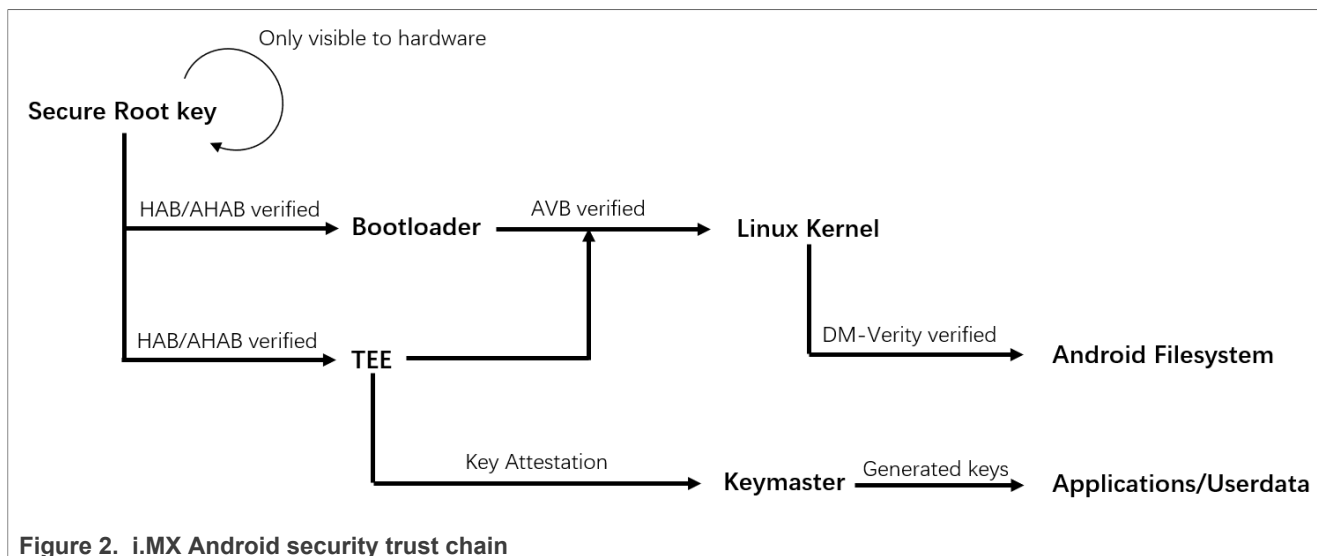 Only visible to hardware
Secure Root key
HAB/AHAB verified
Bootloader
AVB verified
Linux Kernel
HAB/AHAB verified
TEE
DM-Verity verified
Android Filesystem
Key Attestation
Keymaster
Generated keys
Applications/Userdata
Figure 2. i.MX Android security trust chain